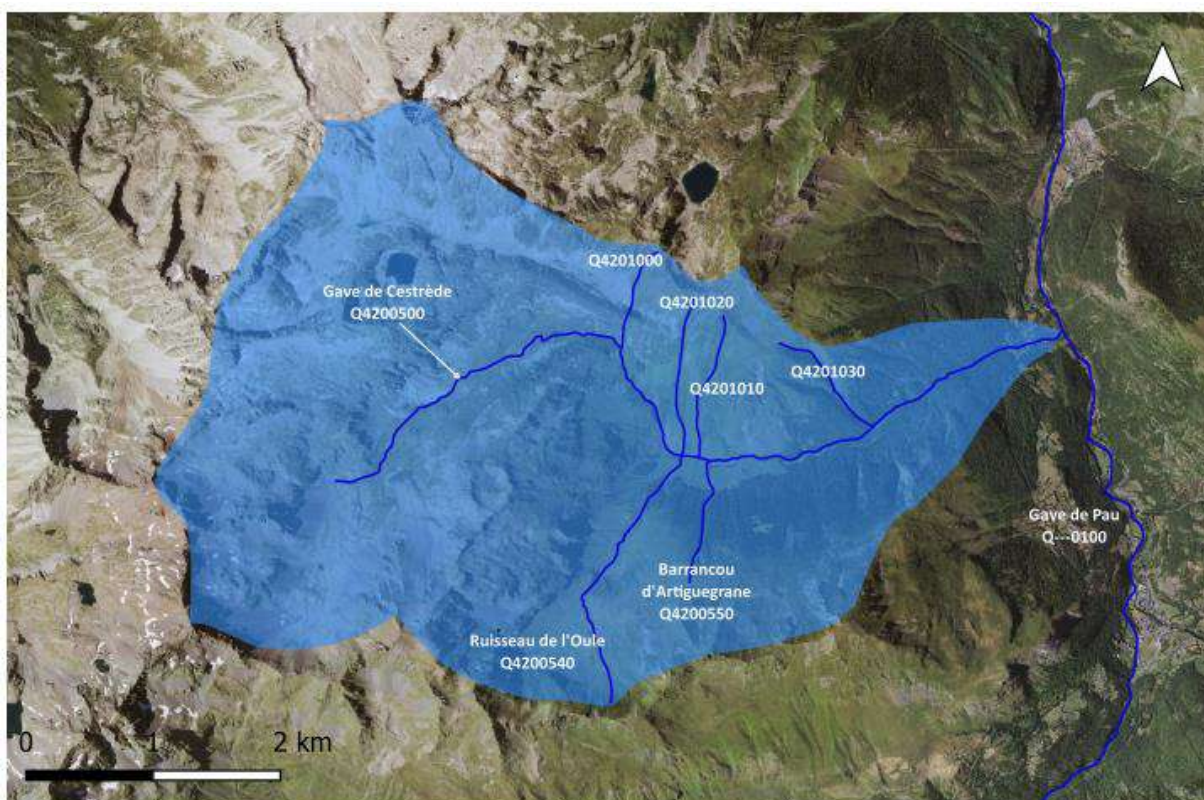 Q4201000
Gave de Cestrède
Q4200500
Q4201020
Q4201010
Q4201030
Gave de Pau
Q---0100
Barrancou
d'Artiguegrane
Q4200550
Ruisseau de l'Oule
Q4200540
0 1 2 km